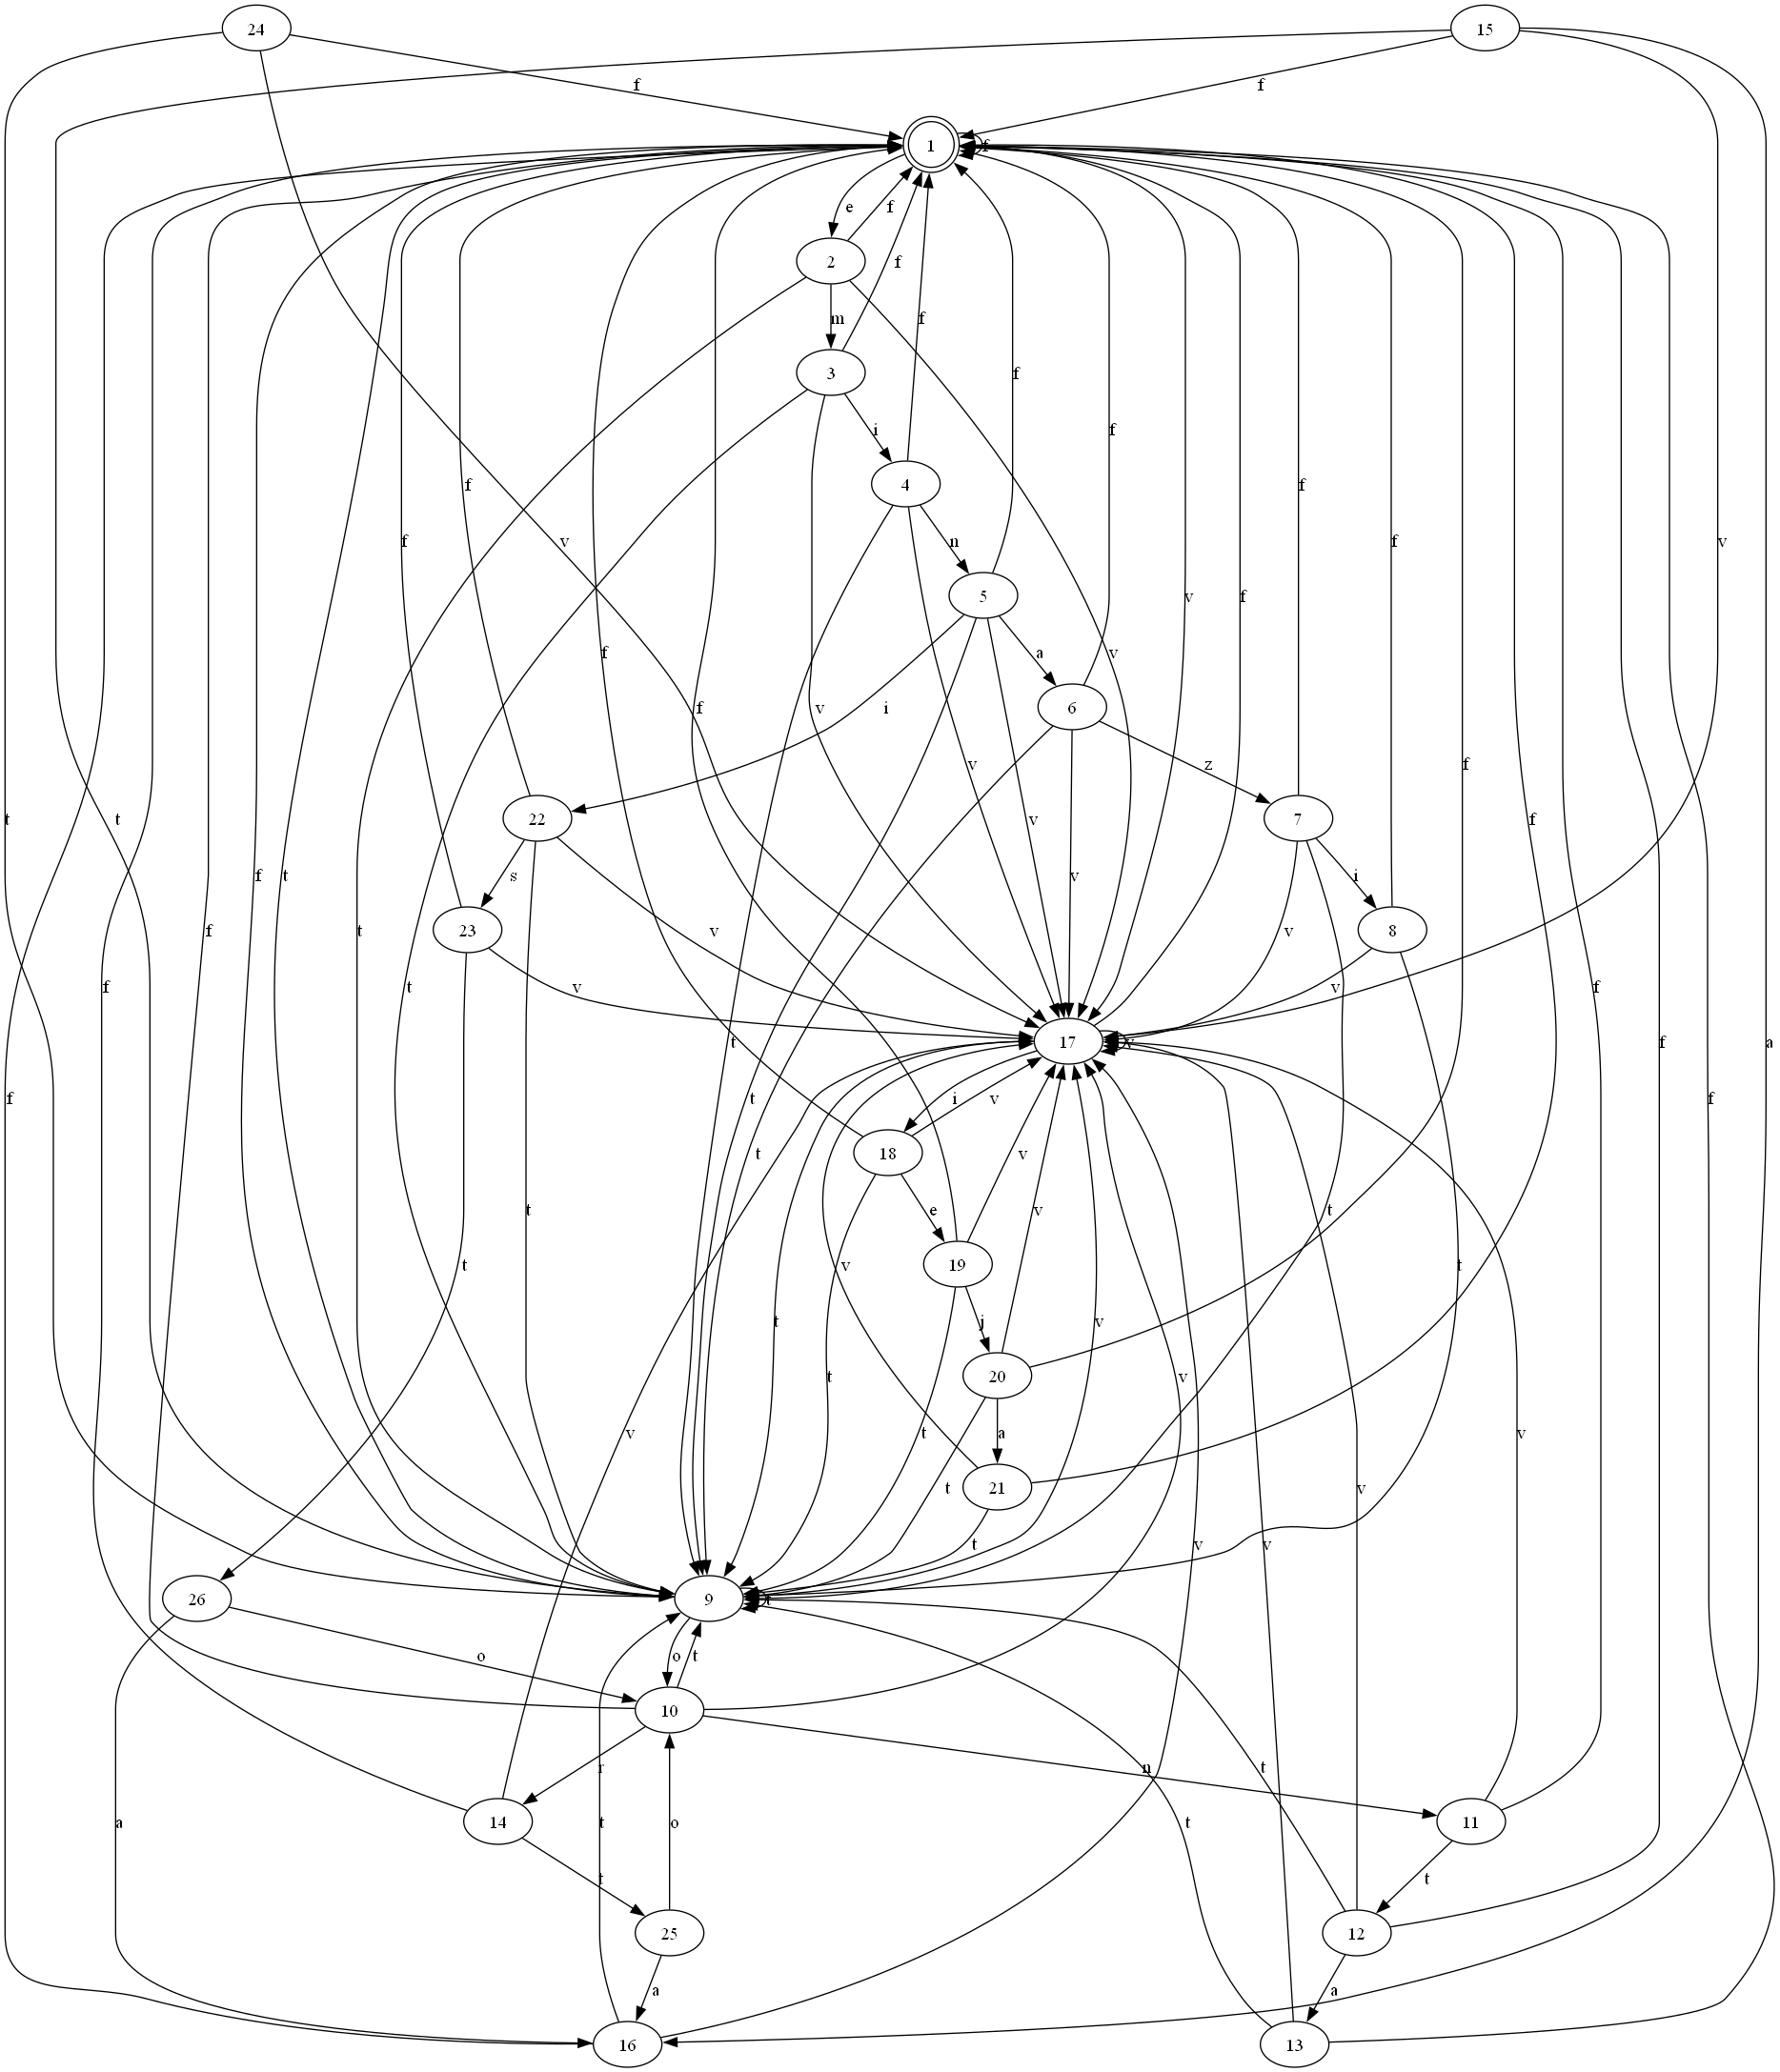 24 15
f f
1 f
e f
2
m f f
3
i
4
f
f n f v
5
v f
f a v
6
f v i z f
t t 22 7 f
f t s i
f t f 23 t v v 8
v v
t v v v
f v 17 v
f t i v
18
t t v
t e v
19
t t v t
t j v
20
t t a v
21
v t t v v
26 9 t
o o t
10
r n t
a 14 t t 11
t o t
25 12
a a
16 13